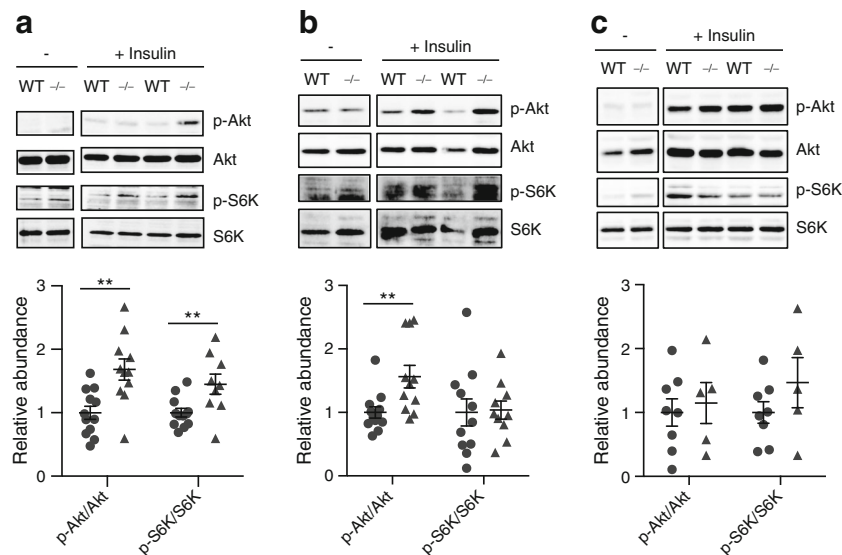 a
- + Insulin
WT –/– WT –/– WT –/–
p-Akt
Akt
p-S6K
S6K
3
2
1
0
Relative abundance
**
**
p-Akt/Akt
p-S6K/S6K
b
- + Insulin
WT –/– WT –/– WT –/–
p-Akt
Akt
p-S6K
S6K
3
2
1
0
Relative abundance
**
p-Akt/Akt
p-S6K/S6K
c
- + Insulin
WT –/– WT –/– WT –/–
p-Akt
Akt
p-S6K
S6K
3
2
1
0
Relative abundance
p-Akt/Akt
p-S6K/S6K